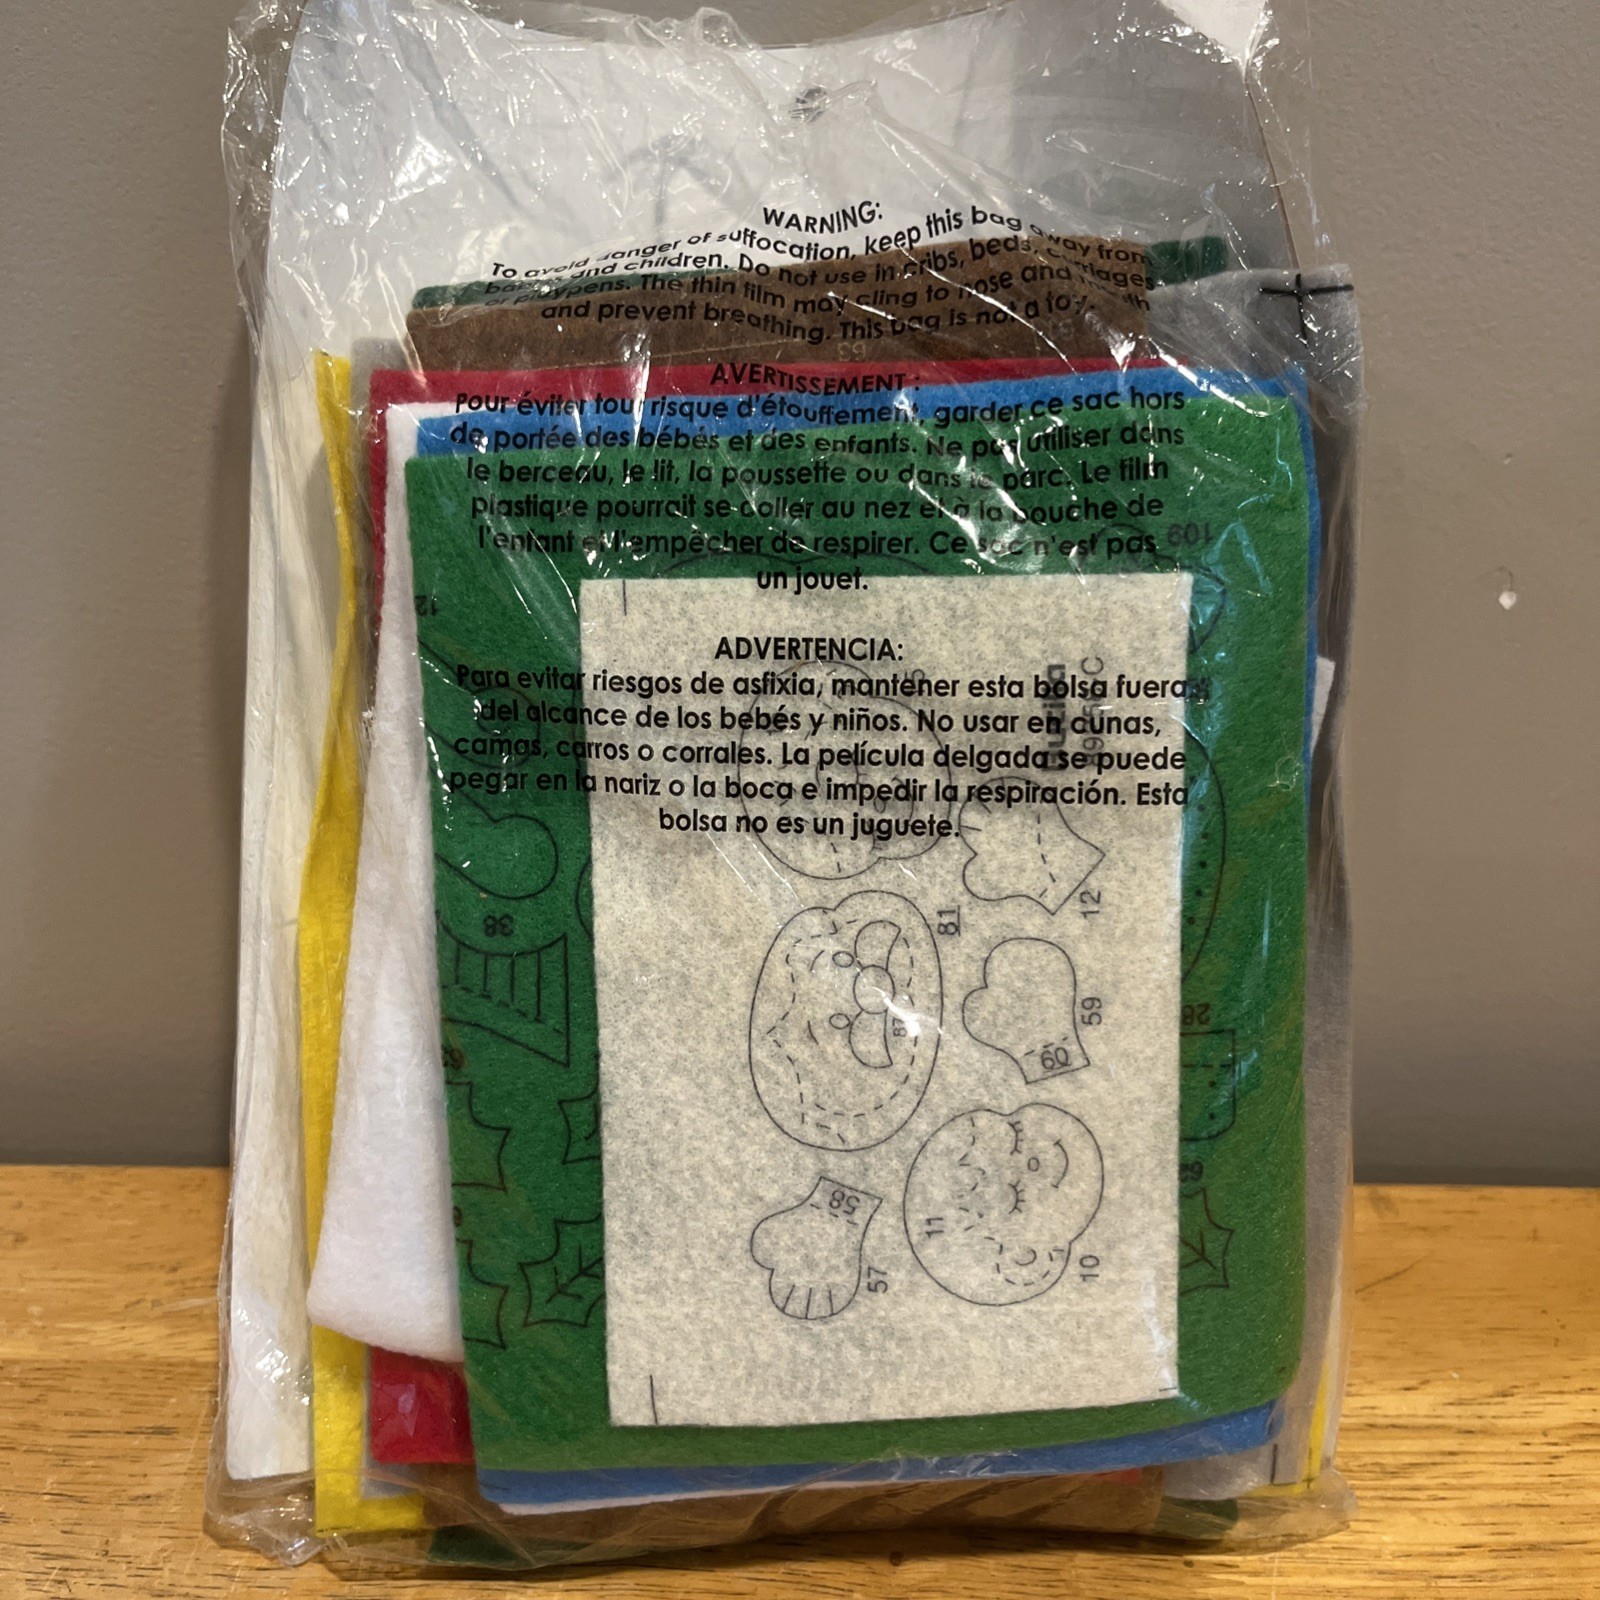 WARNING:
To avoid danger of suffocation, keep this bag away from
babies and children. Do not use in cribs, beds, carriages
or playpens. The thin film may cling to nose and mouth
and prevent breathing. This bag is not a toy.
63
AVERTISSEMENT :
Pour éviter tout risque d'étouffement, garder ce sac hors
de portée des bébés et des enfants. Ne pas utiliser dans
le berceau, le lit, la poussette ou dans le parc. Le film
plastique pourrait se coller au nez et à la bouche de
l'enfant et l'empêcher de respirer. Ce sac n'est pas
un jouet.
109
12
ADVERTENCIA:
Para evitar riesgos de asfixia, mantener esta bolsa fuera
del alcance de los bebés y niños. No usar en cunas,
camas, carros o corrales. La película delgada se puede
pegar en la nariz o la boca e impedir la respiración. Esta
bolsa no es un juguete.
12
81
38
87
59
28
60
58
11
57
10